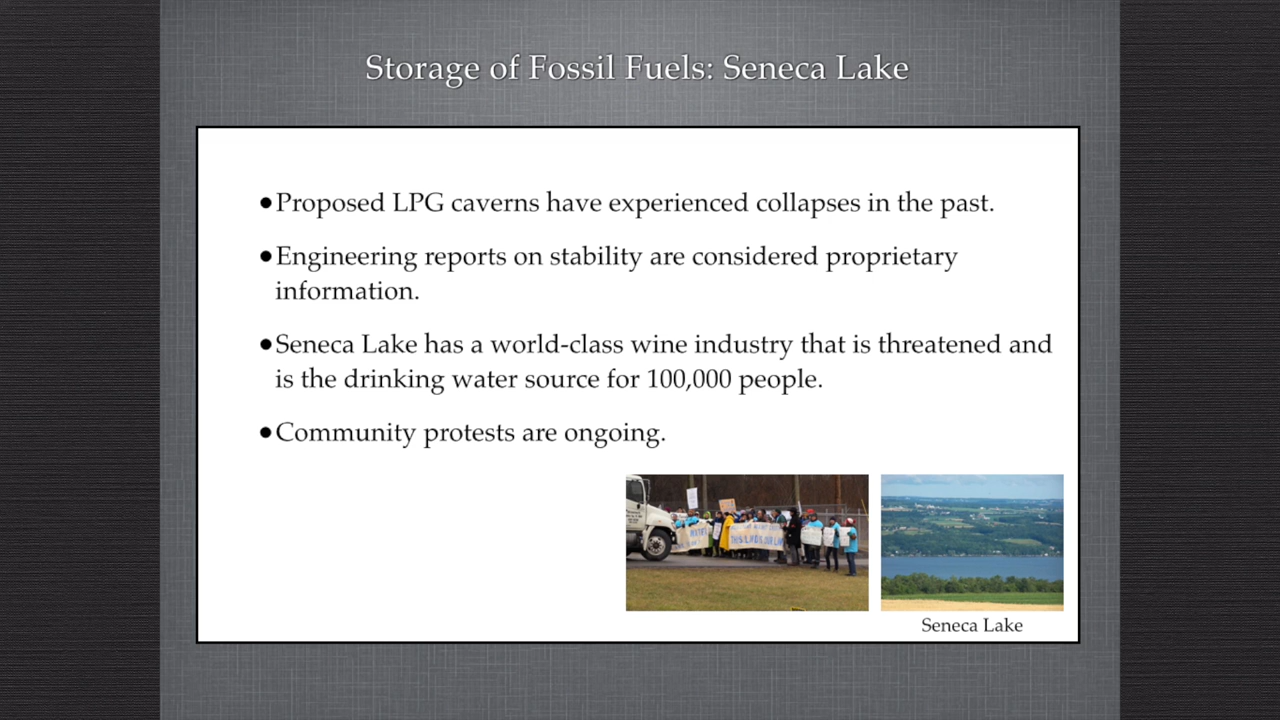 Storage of Fossil Fuels: Seneca Lake
●Proposed LPG caverns have experienced collapses in the past.
●Engineering reports on stability are considered proprietary
information.
●Seneca Lake has a world-class wine industry that is threatened and
is the drinking water source for 100,000 people.
●Community protests are ongoing.
Seneca Lake